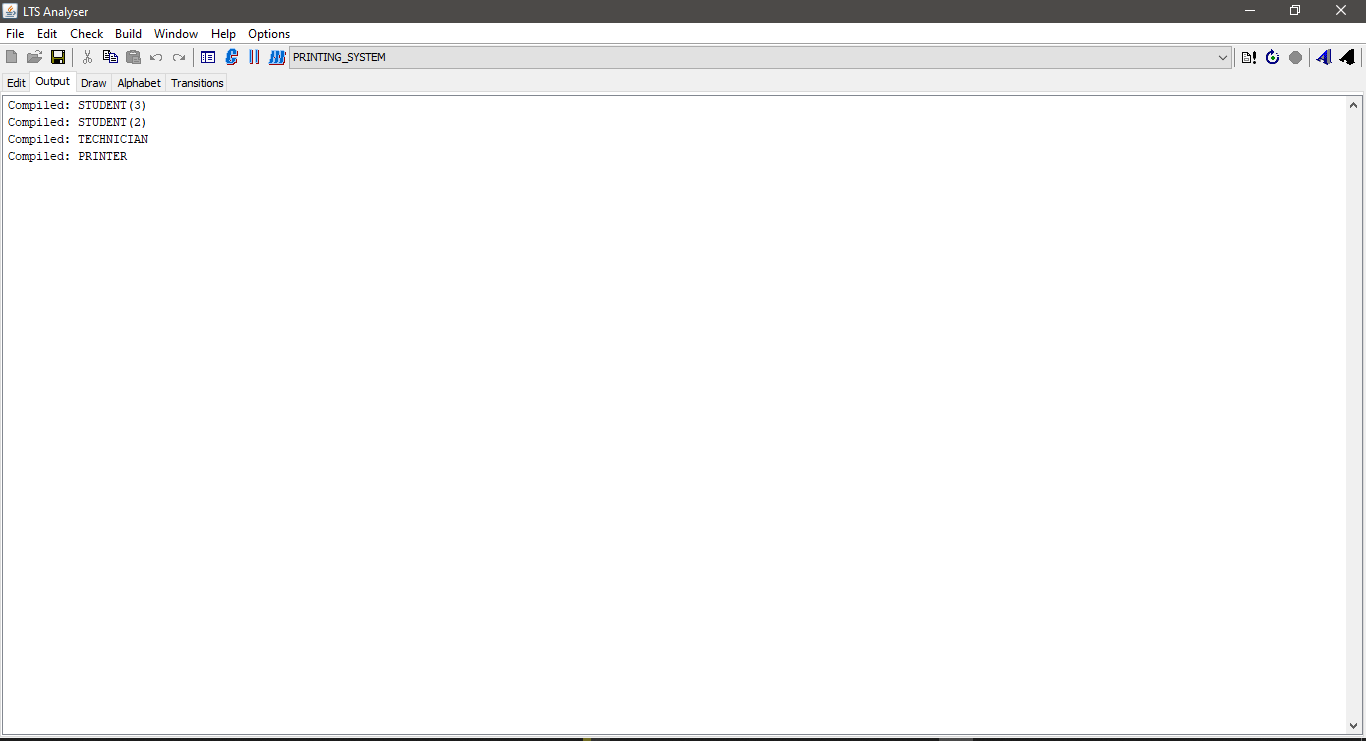 LTS Analyser
File Edit Check Build Window Help Options
PRINTING_SYSTEM
Edit Output Draw Alphabet Transitions
Compiled: STUDENT(3)
Compiled: STUDENT(2)
Compiled: TECHNICIAN
Compiled: PRINTER